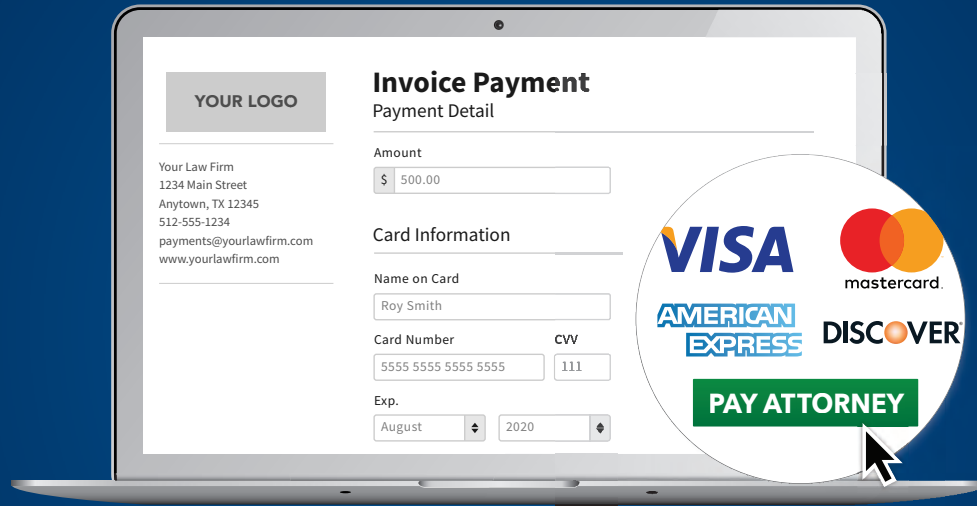 YOUR LOGO
Your Law Firm
1234 Main Street
Anytown, TX 12345
512-555-1234
payments@yourlawfirm.com
www.yourlawfirm.com
Invoice Payment
Payment Detail
Amount
$ 500.00
Card Information
Name on Card
Roy Smith
Card Number CVV
5555 5555 5555 5555 111
Exp.
August 2020
VISA
mastercard.
AMERICAN
EXPRESS
DISCOVER
PAY ATTORNEY